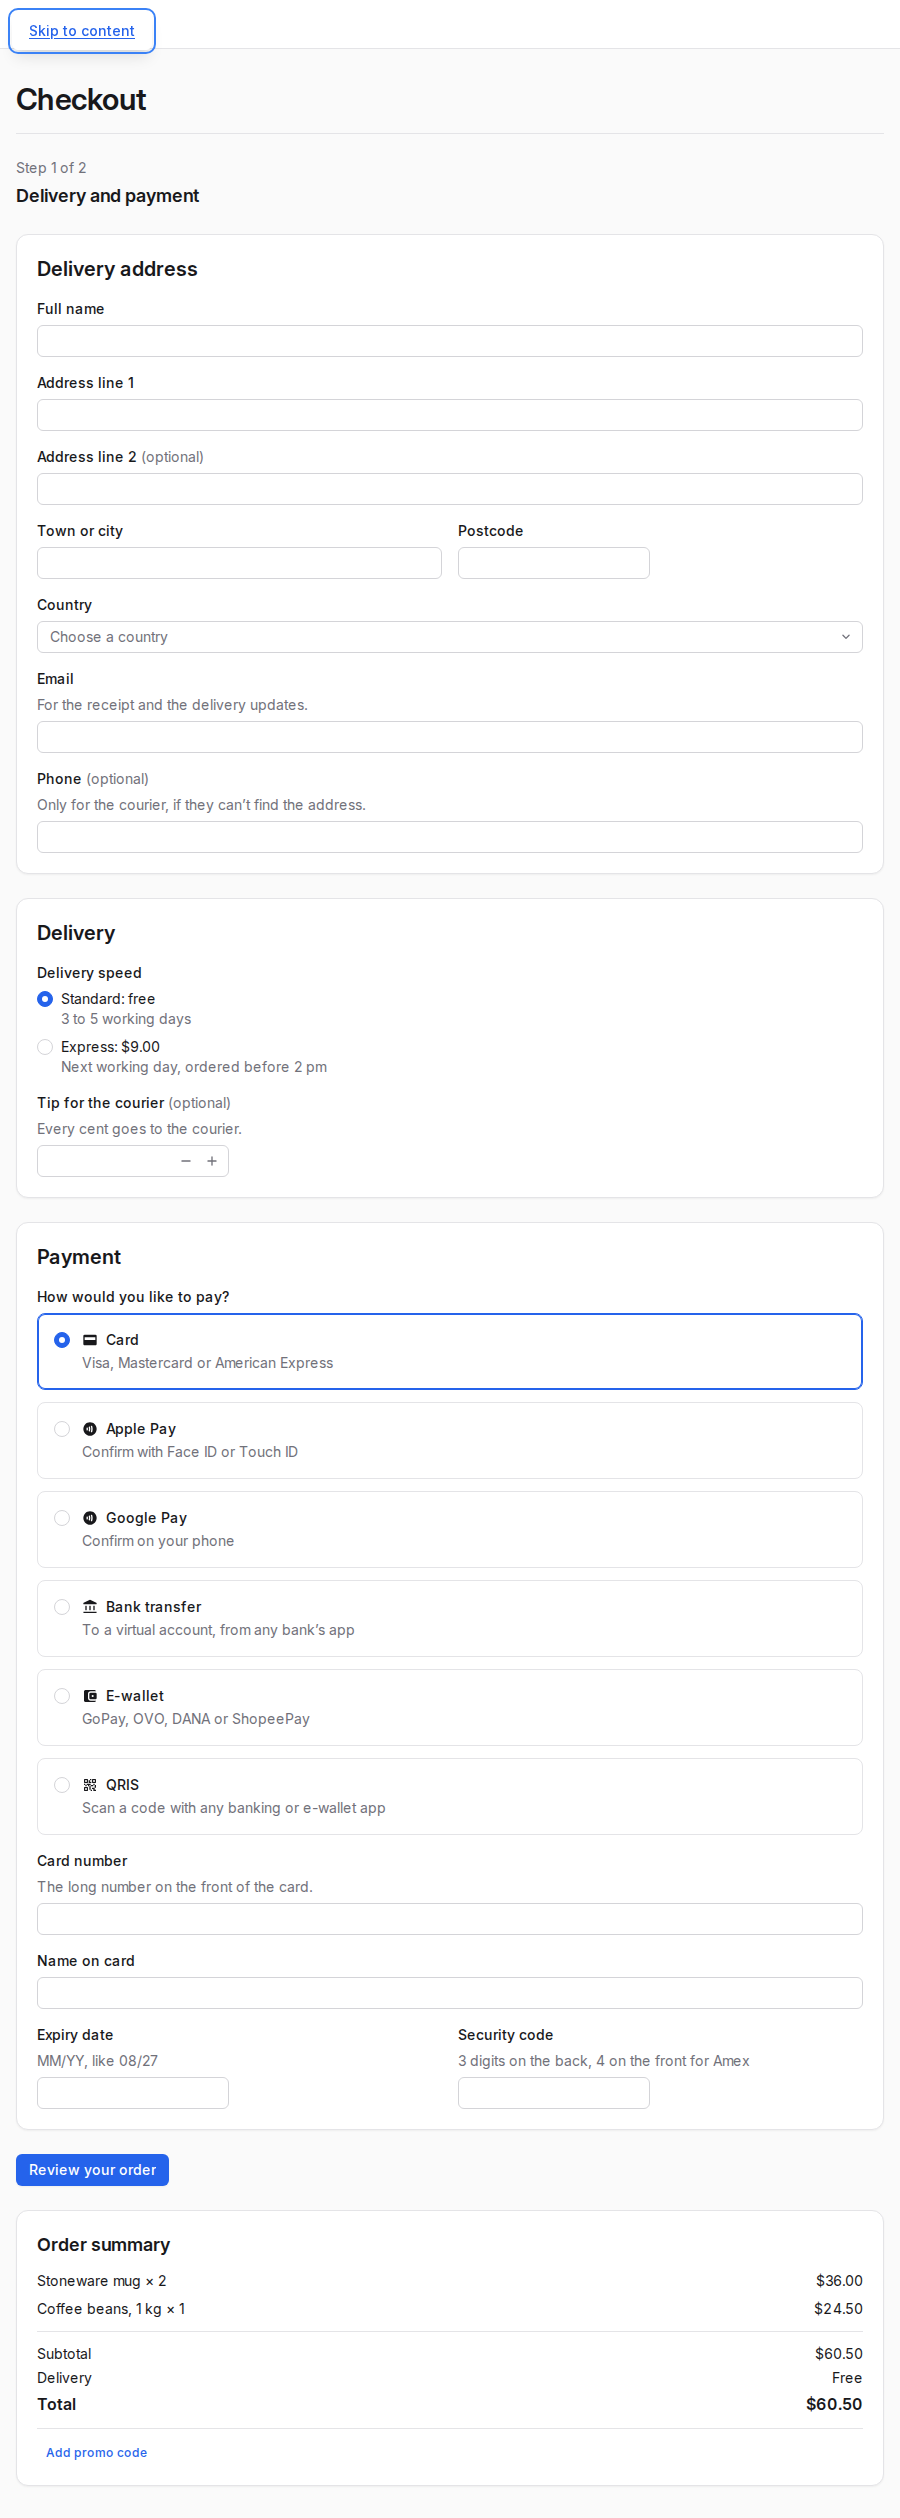 Skip to content
Checkout
Step 1 of 2
Delivery and payment
Delivery address
Full name
Address line 1
Address line 2 (optional)
Town or city
Postcode
Country
Choose a country
Email
For the receipt and the delivery updates.
Phone (optional)
Only for the courier, if they can’t find the address.
Delivery
Delivery speed
Standard: free
3 to 5 working days
Express: $9.00
Next working day, ordered before 2 pm
Tip for the courier (optional)
Every cent goes to the courier.
Payment
How would you like to pay?
Card
Visa, Mastercard or American Express
Apple Pay
Confirm with Face ID or Touch ID
Google Pay
Confirm on your phone
Bank transfer
To a virtual account, from any bank’s app
E-wallet
GoPay, OVO, DANA or ShopeePay
QRIS
Scan a code with any banking or e-wallet app
Card number
The long number on the front of the card.
Name on card
Expiry date
MM/YY, like 08/27
Security code
3 digits on the back, 4 on the front for Amex
Review your order
Order summary
Stoneware mug × 2 $36.00
Coffee beans, 1 kg × 1 $24.50
Subtotal $60.50
Delivery Free
Total $60.50
Add promo code